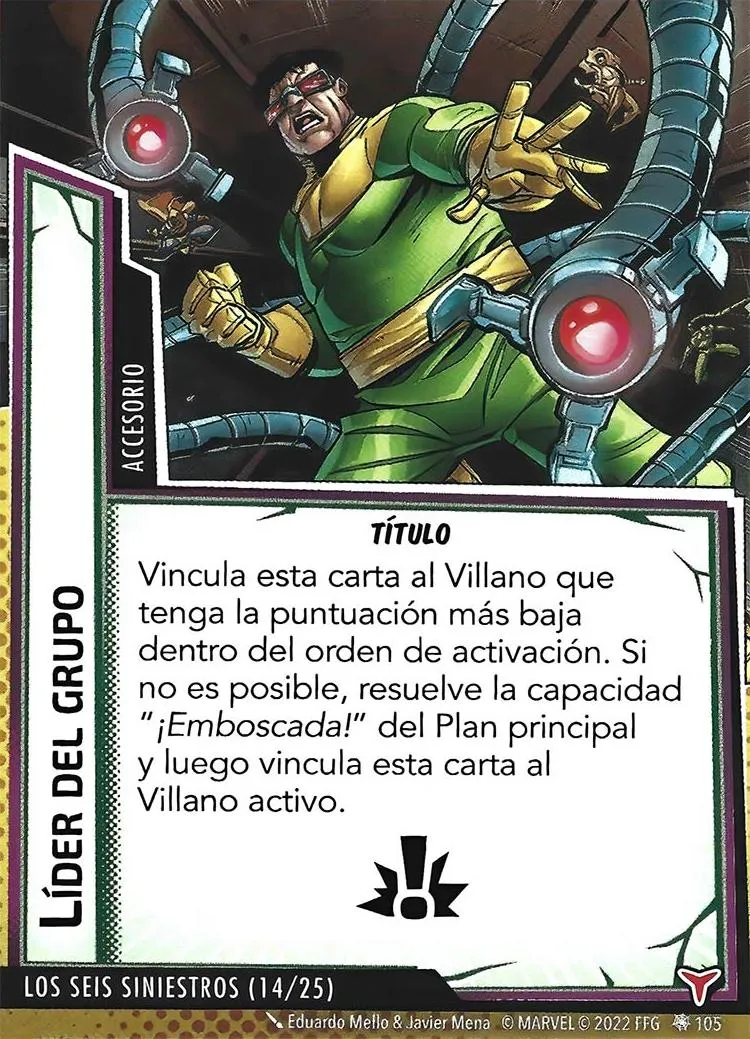 ACCESORIO
LÍDER DEL GRUPO
TÍTULO
Vincula esta carta al Villano que
tenga la puntuación más baja
dentro del orden de activación. Si
no es posible, resuelve la capacidad
"¡Emboscada!" del Plan principal
y luego vincula esta carta al
Villano activo.
LOS SEIS SINIESTROS (14/25)
Eduardo Mello & Javier Mena © MARVEL © 2022 FFG 105